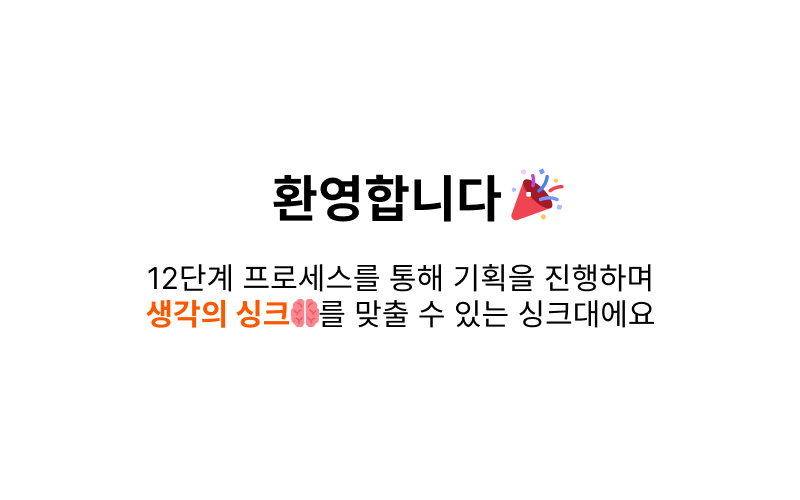 환영합니다 🎉
12단계 프로세스를 통해 기획을 진행하며
생각의 싱크🧠를 맞출 수 있는 싱크대에요